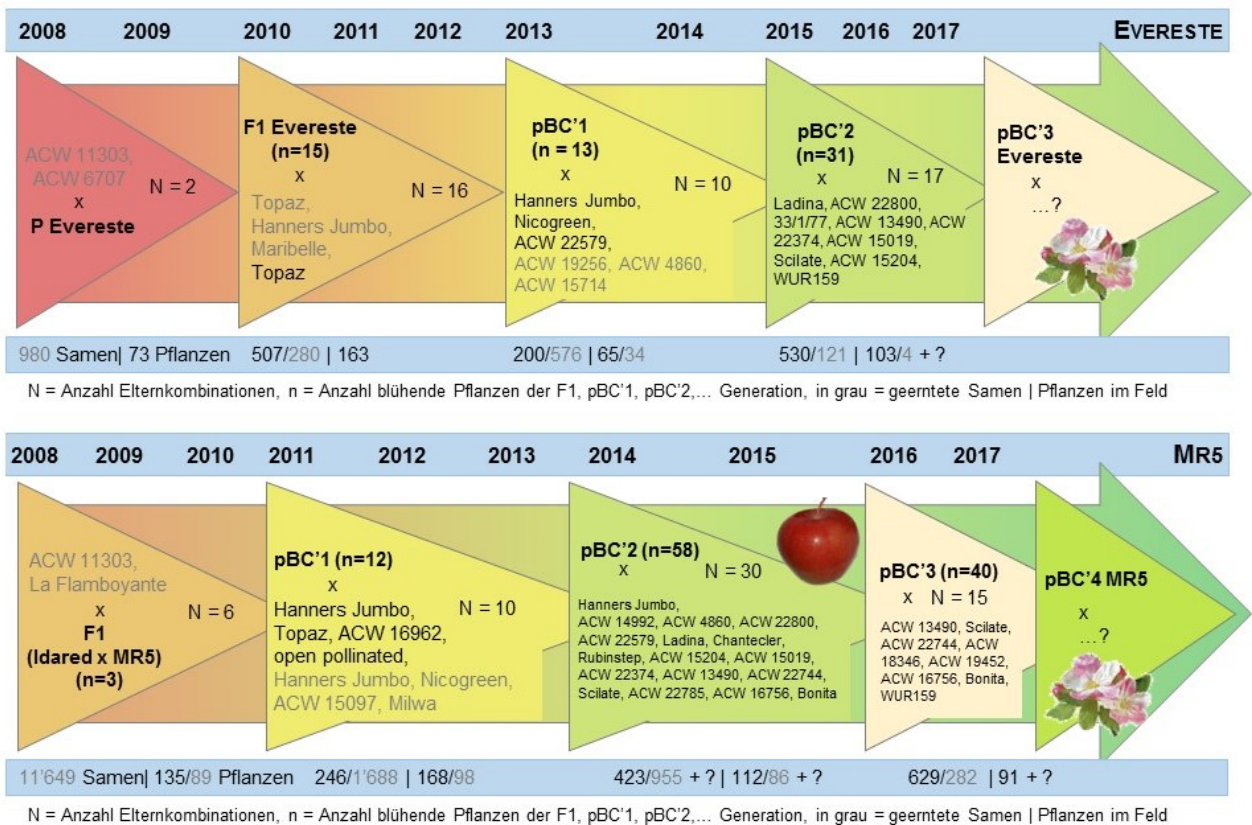 2008 2009 2010 2011 2012 2013 2014 2015 2016 2017 EVERESTE
ACW 11303,
ACW 6707
x
P Evereste
N = 2
F1 Evereste
(n=15)
x
Topaz,
Hanners Jumbo,
Maribelle,
Topaz
N = 16
pBC'1
(n = 13)
x
Hanners Jumbo,
Nicogreen,
ACW 22579,
ACW 19256, ACW 4860,
ACW 15714
N = 10
pBC'2
(n=31)
x
Ladina, ACW 22800,
33/1/77, ACW 13490, ACW
22374, ACW 15019,
Scilate, ACW 15204,
WUR159
N = 17
pBC'3
Evereste
x
...?
980 Samen| 73 Pflanzen 507/280 | 163 200/576 | 65/34 530/121 | 103/4 + ?
N = Anzahl Elternkombinationen, n = Anzahl blühende Pflanzen der F1, pBC'1, pBC'2,... Generation, in grau = geerntete Samen | Pflanzen im Feld
2008 2009 2010 2011 2012 2013 2014 2015 2016 2017 MR5
ACW 11303,
La Flamboyante
x
F1
(Idared x MR5)
(n=3)
N = 6
pBC'1 (n=12)
x
Hanners Jumbo,
Topaz, ACW 16962,
open pollinated,
Hanners Jumbo, Nicogreen,
ACW 15097, Milwa
N = 10
pBC'2 (n=58)
x N = 30
Hanners Jumbo,
ACW 14992, ACW 4860, ACW 22800,
ACW 22579, Ladina, Chantecler,
Rubinstep, ACW 15204, ACW 15019,
ACW 22374, ACW 13490, ACW 22744,
Scilate, ACW 22785, ACW 16756, Bonita
pBC'3 (n=40)
x N = 15
ACW 13490, Scilate,
ACW 22744, ACW
18346, ACW 19452,
ACW 16756, Bonita,
WUR159
pBC'4 MR5
x
...?
11'649 Samen| 135/89 Pflanzen 246/1'688 | 168/98 423/955 + ? | 112/86 + ? 629/282 | 91 + ?
N = Anzahl Elternkombinationen, n = Anzahl blühende Pflanzen der F1, pBC'1, pBC'2,... Generation, in grau = geerntete Samen | Pflanzen im Feld